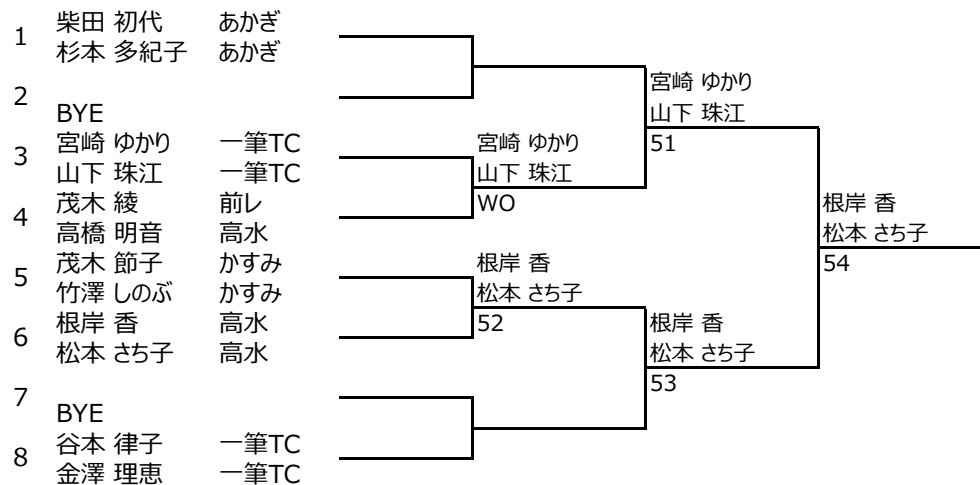 1 柴田 初代 あかぎ
杉本 多紀子 あかぎ
2
BYE
3 宮崎 ゆかり 一筆TC
山下 珠江 一筆TC
4 茂木 綾 前レ
高橋 明音 高水
5 茂木 節子 かすみ
竹澤 しのぶ かすみ
6 根岸 香 高水
松本 さち子 高水
7
BYE
8 谷本 律子 一筆TC
金澤 理恵 一筆TC
宮崎 ゆかり
山下 珠江
WO
根岸 香
松本 さち子
52
宮崎 ゆかり
山下 珠江
51
根岸 香
松本 さち子
53
根岸 香
松本 さち子
54